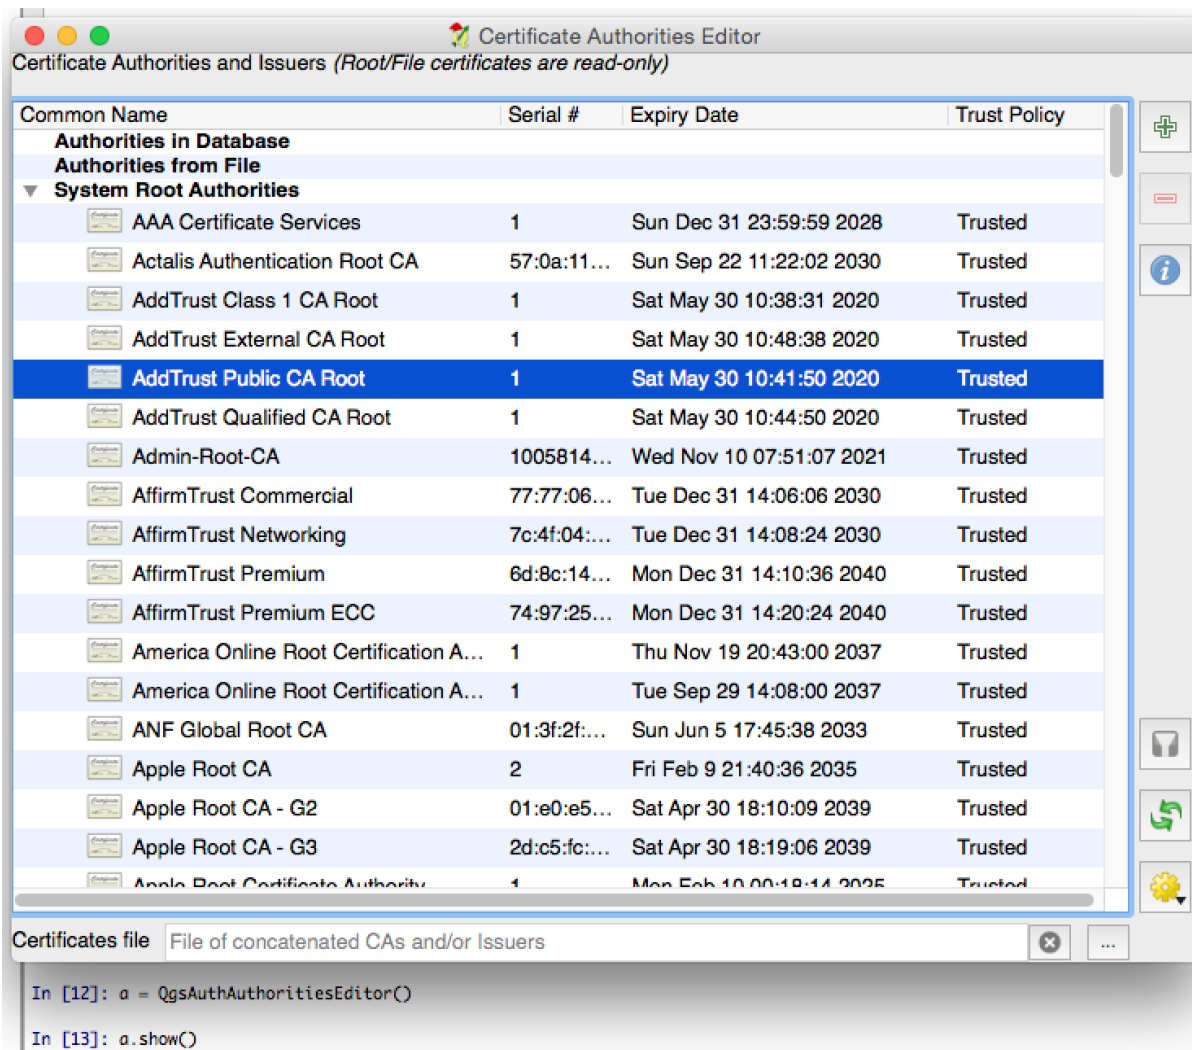 Certificate Authorities Editor
Certificate Authorities and Issuers (Root/File certificates are read-only)
Common Name Serial # Expiry Date Trust Policy
Authorities in Database
Authorities from File
System Root Authorities
AAA Certificate Services 1 Sun Dec 31 23:59:59 2028 Trusted
Actalis Authentication Root CA 57:0a:11... Sun Sep 22 11:22:02 2030 Trusted
AddTrust Class 1 CA Root 1 Sat May 30 10:38:31 2020 Trusted
AddTrust External CA Root 1 Sat May 30 10:48:38 2020 Trusted
AddTrust Public CA Root 1 Sat May 30 10:41:50 2020 Trusted
AddTrust Qualified CA Root 1 Sat May 30 10:44:50 2020 Trusted
Admin-Root-CA 1005814... Wed Nov 10 07:51:07 2021 Trusted
AffirmTrust Commercial 77:77:06... Tue Dec 31 14:06:06 2030 Trusted
AffirmTrust Networking 7c:4f:04:... Tue Dec 31 14:08:24 2030 Trusted
AffirmTrust Premium 6d:8c:14... Mon Dec 31 14:10:36 2040 Trusted
AffirmTrust Premium ECC 74:97:25... Mon Dec 31 14:20:24 2040 Trusted
America Online Root Certification A... 1 Thu Nov 19 20:43:00 2037 Trusted
America Online Root Certification A... 1 Tue Sep 29 14:08:00 2037 Trusted
ANF Global Root CA 01:3f:2f:... Sun Jun 5 17:45:38 2033 Trusted
Apple Root CA 2 Fri Feb 9 21:40:36 2035 Trusted
Apple Root CA - G2 01:e0:e5... Sat Apr 30 18:10:09 2039 Trusted
Apple Root CA - G3 2d:c5:fc:... Sat Apr 30 18:19:06 2039 Trusted
Apple Root Certificate Authority 1 Mon Feb 10 00:18:14 2025 Trusted
Certificates file File of concatenated CAs and/or Issuers ...
In [12]: a = QgsAuthAuthoritiesEditor()
In [13]: a.show()